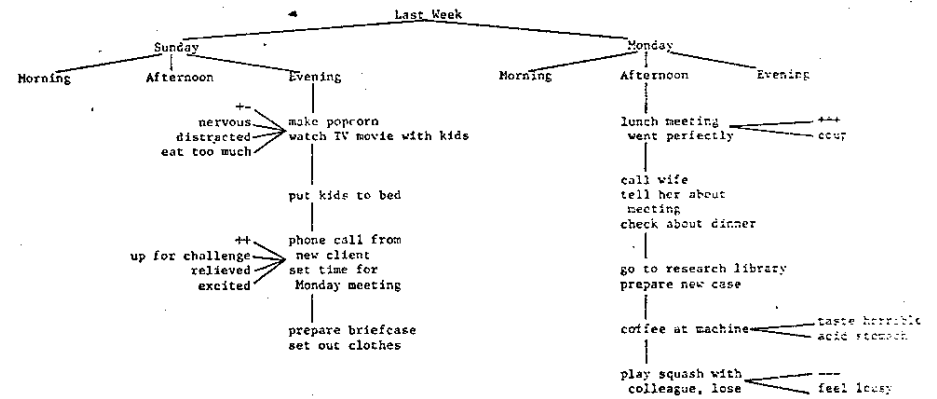 Last Week
Sunday
Monday
Morning
Afternoon
Evening
Morning
Afternoon
Evening
+-
nervous
distracted
eat too much
make popcorn
watch TV movie with kids
put kids to bed
++
up for challenge
relieved
excited
phone call from
new client
set time for
Monday meeting
prepare briefcase
set out clothes
lunch meeting
went perfectly
+++
coup
call wife
tell her about
meeting
check about dinner
go to research library
prepare new case
coffee at machine
taste horrible
acid stomach
play squash with
colleague, lose
---
feel lousy